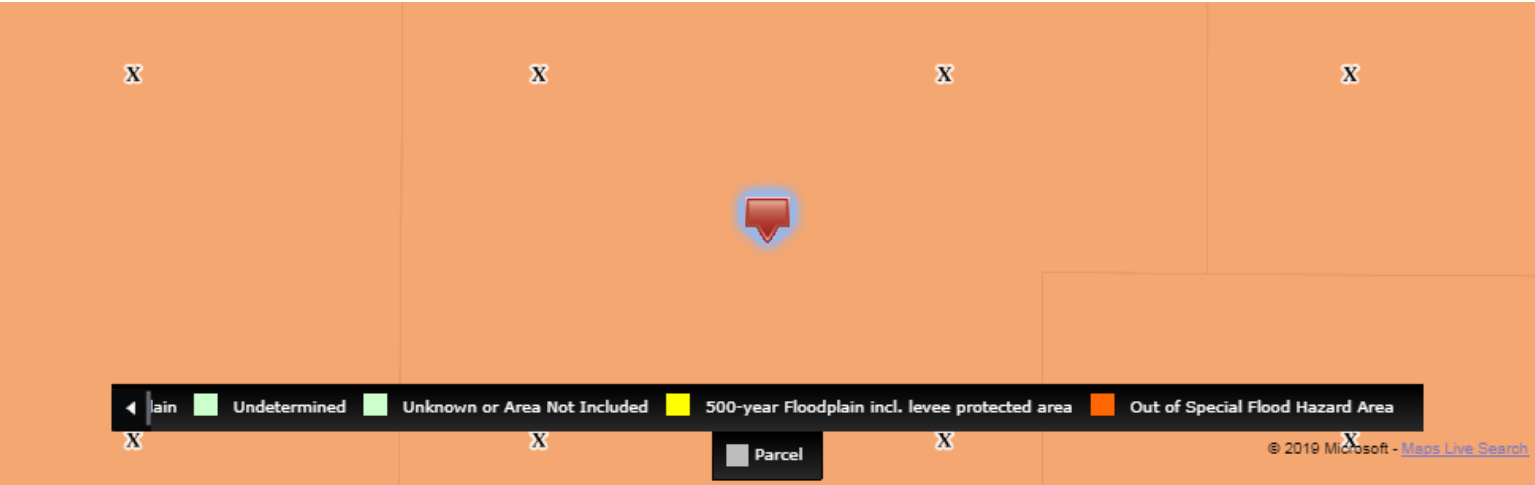 X X X X
lain Undetermined Unknown or Area Not Included 500-year Floodplain incl. levee protected area Out of Special Flood Hazard Area
X X X X
Parcel
© 2019 Microsoft - Maps Live Search